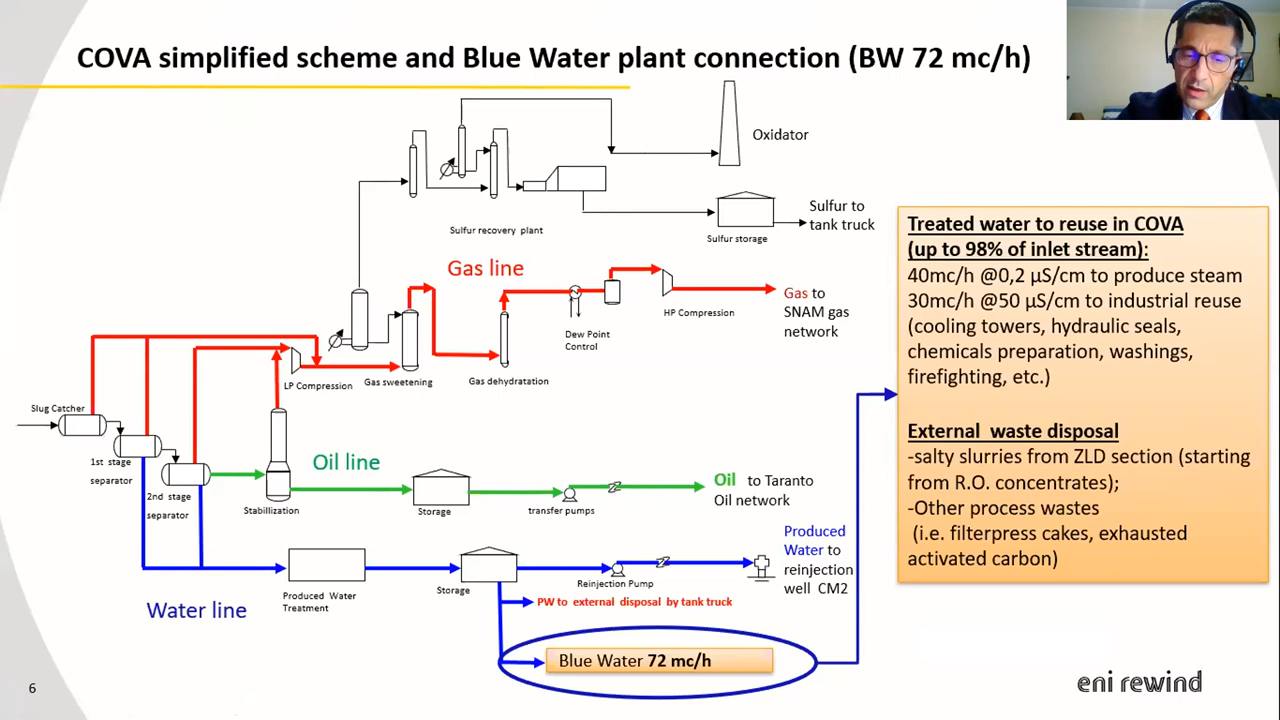 COVA simplified scheme and Blue Water plant connection (BW 72 mc/h)
Oxidator
Sulfur recovery plant
Sulfur to
tank truck
Sulfur storage
Gas line
Gas to
SNAM gas
network
HP Compression
Dew Point
Control
LP Compression
Gas sweetening
Gas dehydratation
Slug Catcher
1st stage
separator
2nd stage
separator
Oil line
Stabillization
Storage
transfer pumps
Oil to Taranto
Oil network
Produced
Water to
reinjection
well CM2
Produced Water
Treatment
Storage
Reinjection Pump
Water line
PW to external disposal by tank truck
Blue Water 72 mc/h
Treated water to reuse in COVA
(up to 98% of inlet stream):
40mc/h @0,2 µS/cm to produce steam
30mc/h @50 µS/cm to industrial reuse
(cooling towers, hydraulic seals,
chemicals preparation, washings,
firefighting, etc.)
External waste disposal
-salty slurries from ZLD section (starting
from R.O. concentrates);
-Other process wastes
(i.e. filterpress cakes, exhausted
activated carbon)
6
eni rewind